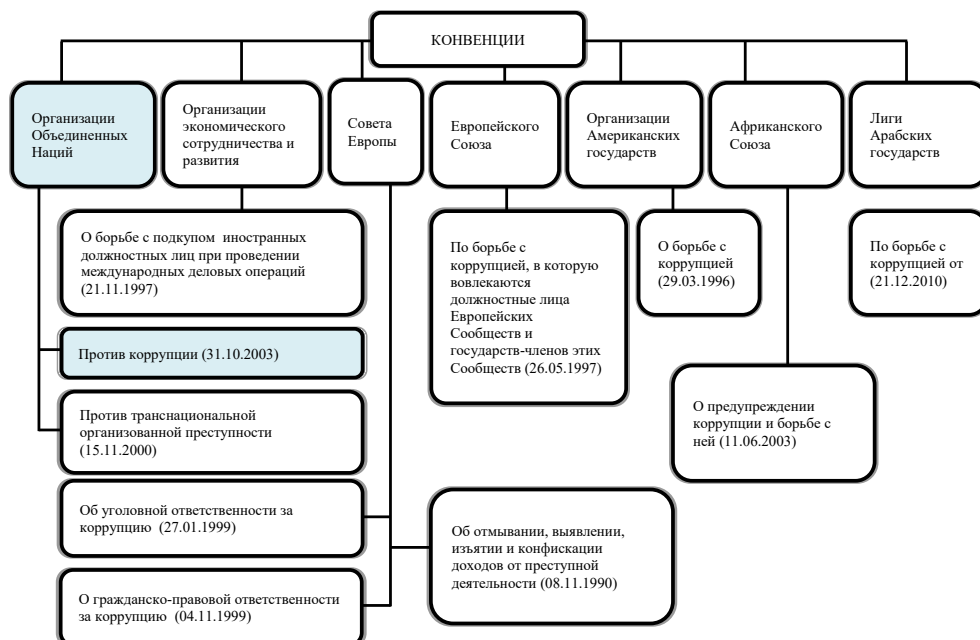 КОНВЕНЦИИ
Организации
Объединенных
Наций
Организации
экономического
сотрудничества и
развития
Совета
Европы
Европейского
Союза
Организации
Американских
государств
Африканского
Союза
Лиги
Арабских
государств
О борьбе с подкупом иностранных
должностных лиц при проведении
международных деловых операций
(21.11.1997)
По борьбе с
коррупцией, в которую
вовлекаются
должностные лица
Европейских
Сообществ и
государств-членов этих
Сообществ (26.05.1997)
О борьбе с
коррупцией
(29.03.1996)
По борьбе с
коррупцией от
(21.12.2010)
Против коррупции (31.10.2003)
Против транснациональной
организованной преступности
(15.11.2000)
О предупреждении
коррупции и борьбе с
ней (11.06.2003)
Об уголовной ответственности за
коррупцию (27.01.1999)
Об отмывании, выявлении,
изъятии и конфискации
доходов от преступной
деятельности (08.11.1990)
О гражданско-правовой ответственности
за коррупцию (04.11.1999)